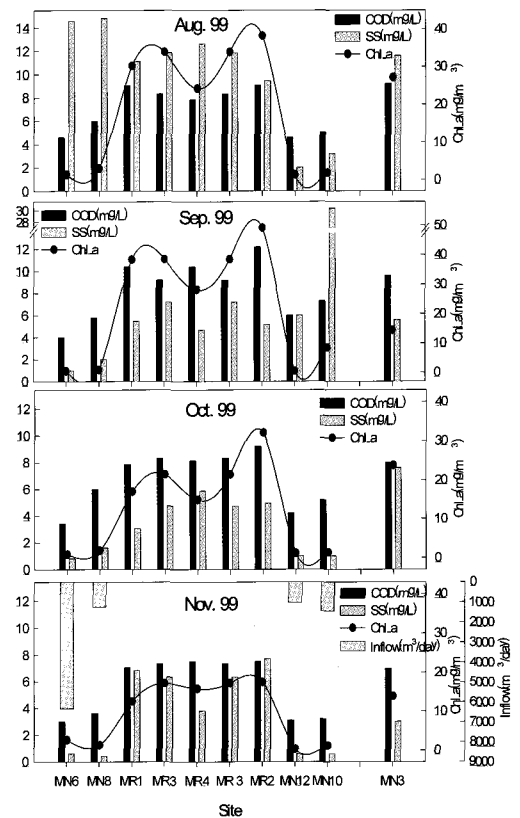 Aug. 99
COD(mg/L)
SS(mg/L)
Chl.a
14
12
10
8
6
4
2
0
40
30
20
10
0
Chl.a(mg/m³)
Sep. 99
COD(mg/L)
SS(mg/L)
Chl.a
30
28
12
10
8
6
4
2
0
50
40
30
20
10
0
Chl.a(mg/m³)
Oct. 99
COD(mg/L)
SS(mg/L)
Chl.a
12
10
8
6
4
2
0
40
30
20
10
0
Chl.a(mg/m³)
Nov. 99
COD(mg/L)
SS(mg/L)
Chl.a
Inflow(m³/day)
12
10
8
6
4
2
0
40
30
20
10
0
Chl.a(mg/m³)
0
1000
2000
3000
4000
5000
6000
7000
8000
9000
Inflow(m³/day)
MN6 MN8 MR1 MR3 MR4 MR3 MR2 MN12 MN10 MN3
Site